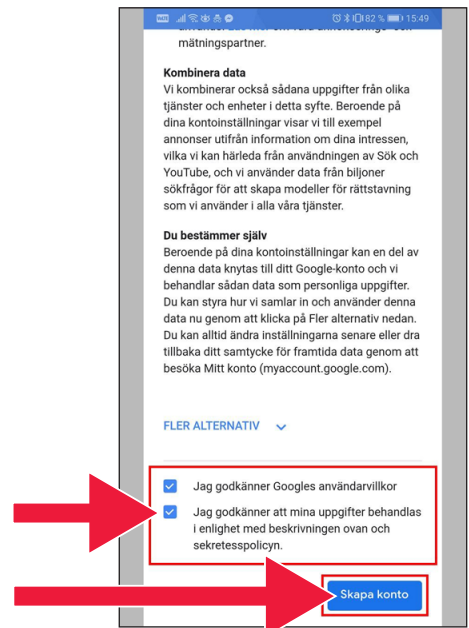 82 % 15:49
mätningspartner.
Kombinera data
Vi kombinerar också sådana uppgifter från olika
tjänster och enheter i detta syfte. Beroende på
dina kontoinställningar visar vi till exempel
annonser utifrån information om dina intressen,
vilka vi kan härleda från användningen av Sök och
YouTube, och vi använder data från biljoner
sökfrågor för att skapa modeller för rättstavning
som vi använder i alla våra tjänster.
Du bestämmer själv
Beroende på dina kontoinställningar kan en del av
denna data knytas till ditt Google-konto och vi
behandlar sådan data som personliga uppgifter.
Du kan styra hur vi samlar in och använder denna
data nu genom att klicka på Fler alternativ nedan.
Du kan alltid ändra inställningarna senare eller dra
tillbaka ditt samtycke för framtida data genom att
besöka Mitt konto (myaccount.google.com).
FLER ALTERNATIV
Jag godkänner Googles användarvillkor
Jag godkänner att mina uppgifter behandlas
i enlighet med beskrivningen ovan och
sekretesspolicyn.
Skapa konto